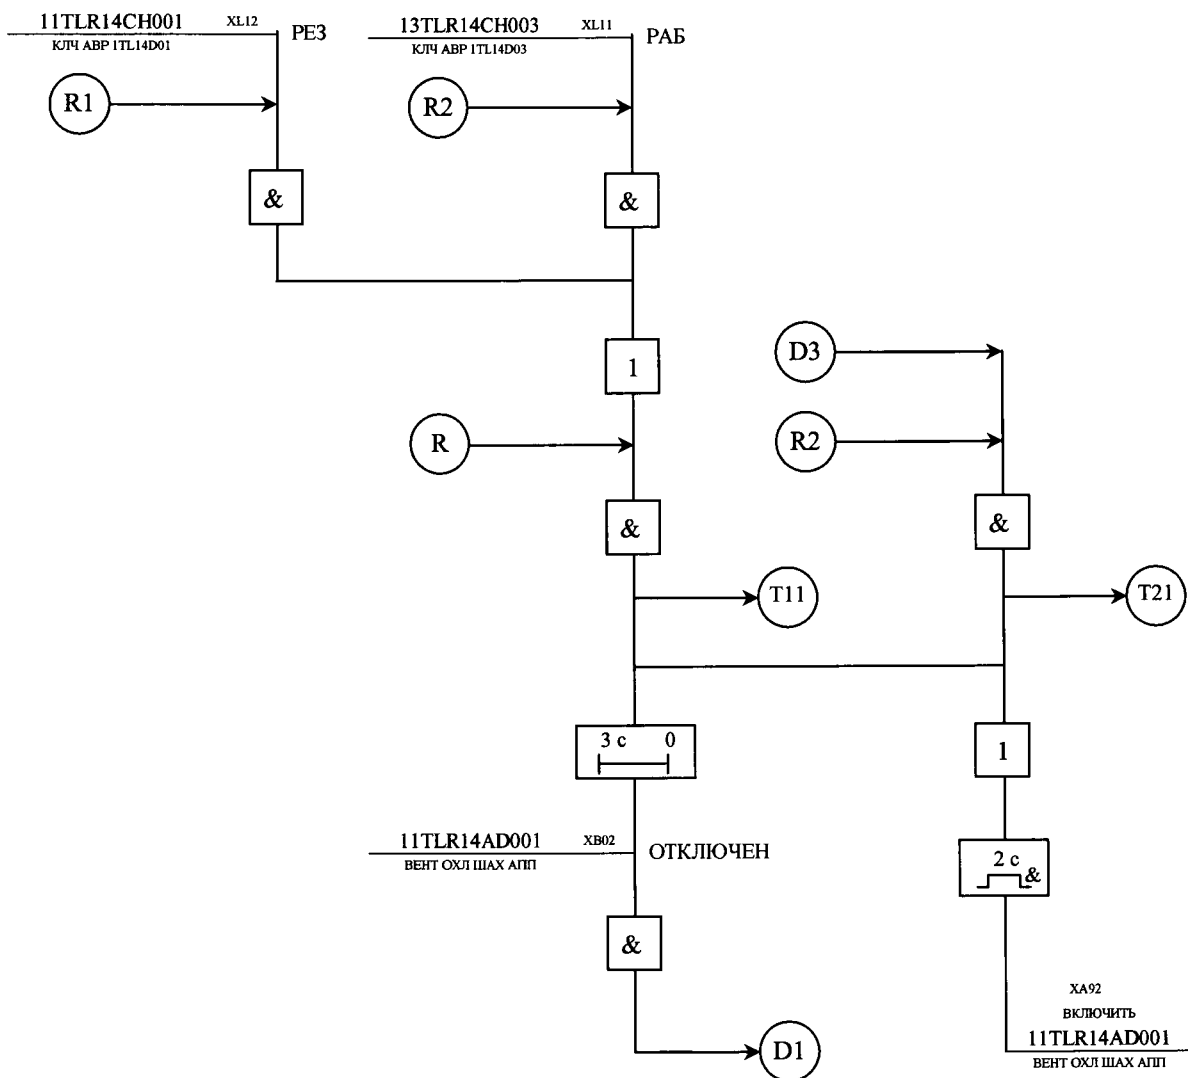 11TLR14CH001 XL12 РЕЗ
КЛЧ АВР 1TL14D01
13TLR14CH003 XL11 РАБ
КЛЧ АВР 1TL14D03
R1
R2
&
&
1
D3
R
R2
&
&
T11
T21
3 с 0
1
11TLR14AD001 XB02 ОТКЛЮЧЕН
ВЕНТ ОХЛ ШАХ АПП
2 с
&
&
XA92
ВКЛЮЧИТЬ
11TLR14AD001
ВЕНТ ОХЛ ШАХ АПП
D1